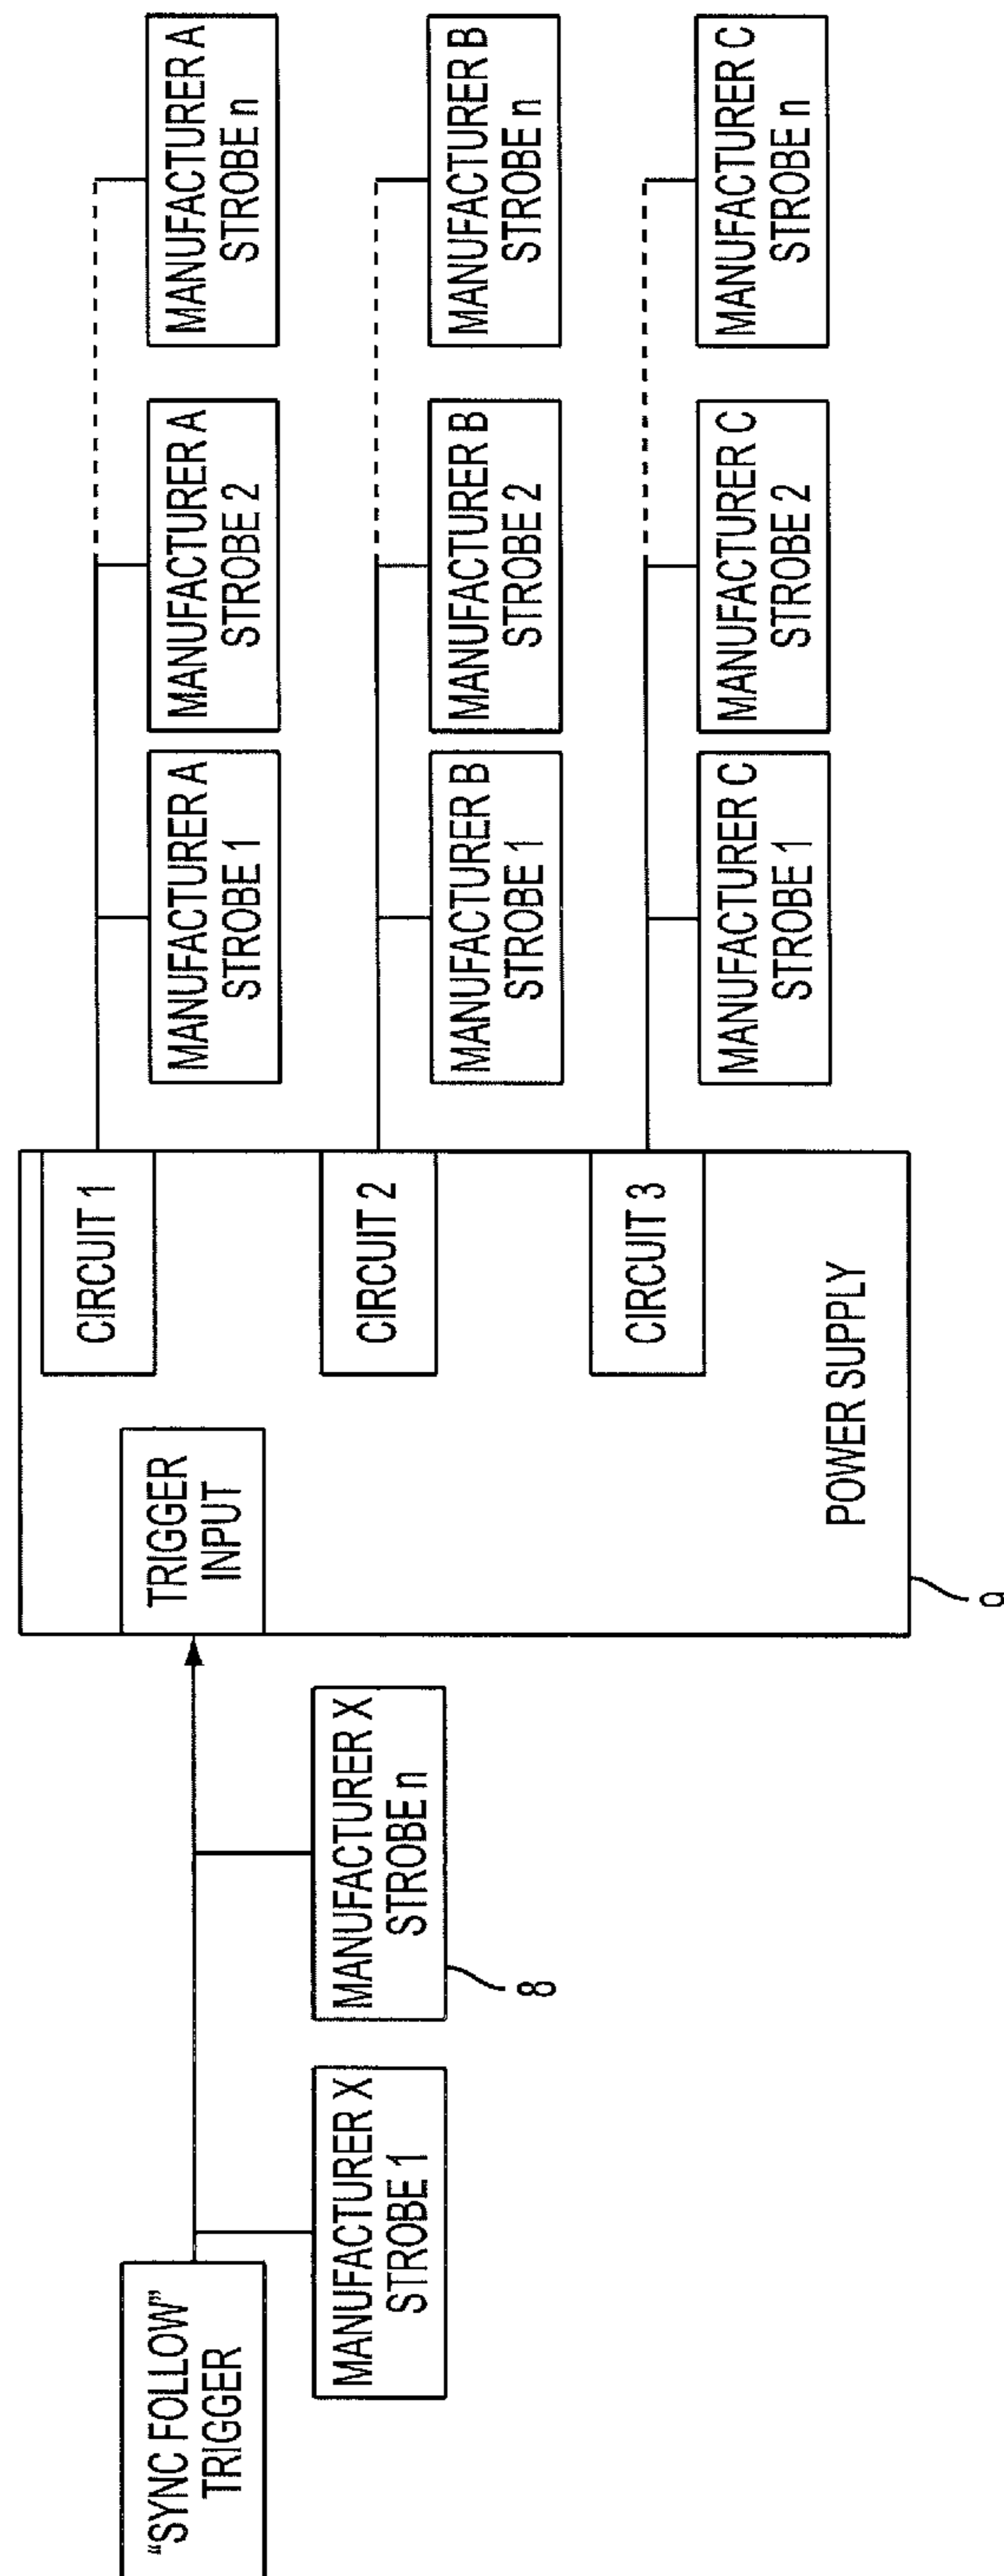 "SYNC FOLLOW"
TRIGGER
MANUFACTURER X
STROBE 1
MANUFACTURER X
STROBE n
8
TRIGGER
INPUT
POWER SUPPLY
9
CIRCUIT 1
CIRCUIT 2
CIRCUIT 3
MANUFACTURER A
STROBE 1
MANUFACTURER A
STROBE 2
MANUFACTURER A
STROBE n
MANUFACTURER B
STROBE 1
MANUFACTURER B
STROBE 2
MANUFACTURER B
STROBE n
MANUFACTURER C
STROBE 1
MANUFACTURER C
STROBE 2
MANUFACTURER C
STROBE n